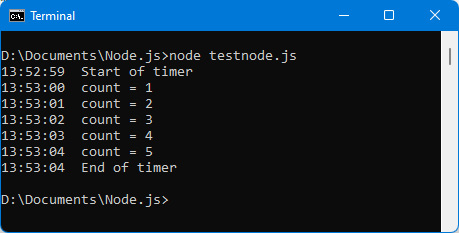 Terminal
D:\Documents\Node.js>node testnode.js
13:52:59  Start of timer
13:53:00  count = 1
13:53:01  count = 2
13:53:02  count = 3
13:53:03  count = 4
13:53:04  count = 5
13:53:04  End of timer
D:\Documents\Node.js>